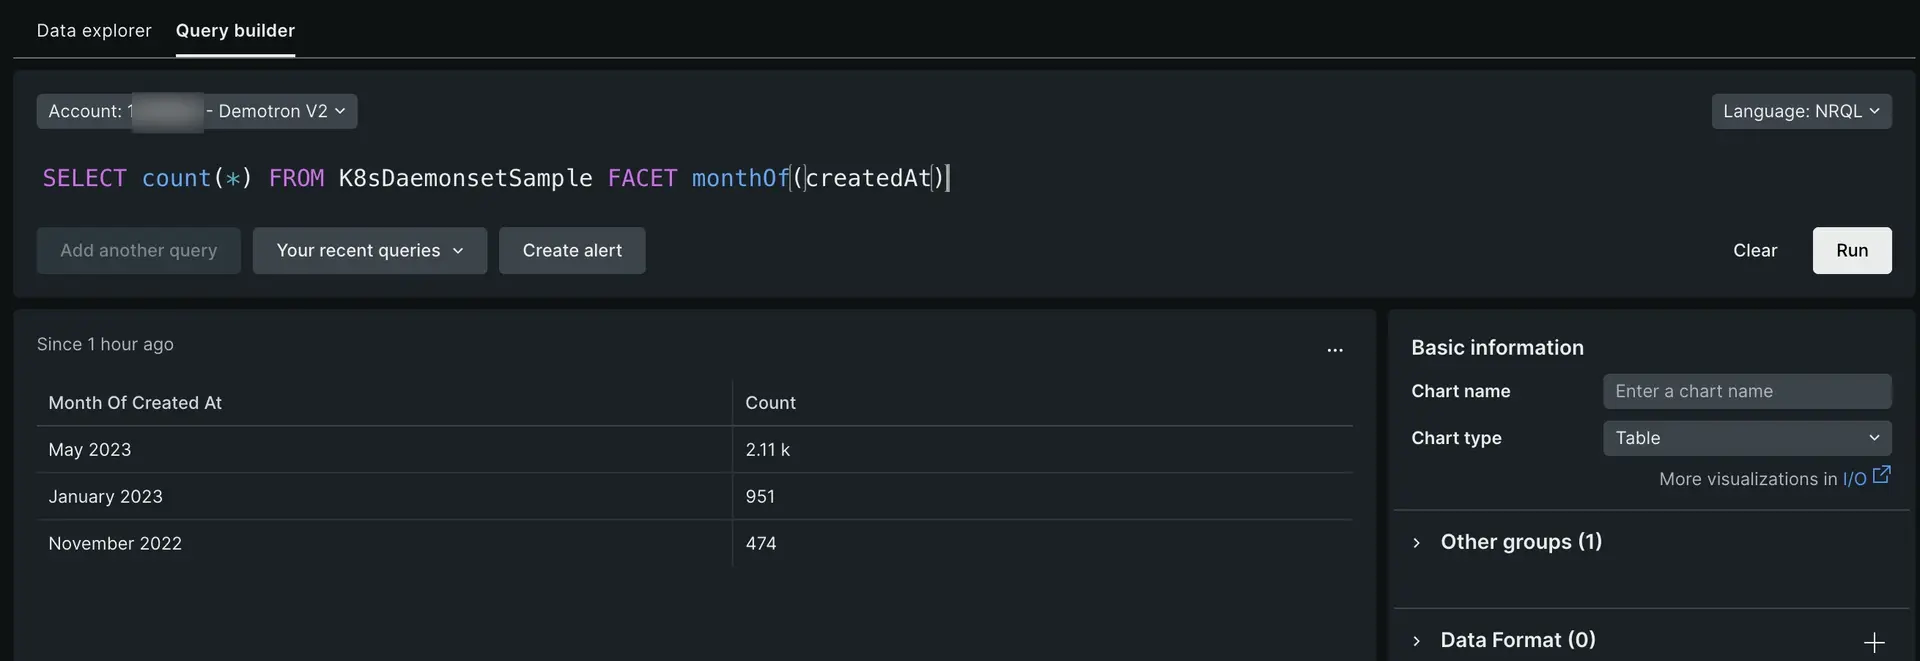 Data explorer Query builder
Account: 1 - Demotron V2
Language: NRQL
SELECT count(*) FROM K8sDaemonsetSample FACET monthOf(createdAt)
Add another query Your recent queries Create alert Clear Run
Since 1 hour ago
...
Month Of Created At Count
May 2023 2.11 k
January 2023 951
November 2022 474
Basic information
Chart name Enter a chart name
Chart type Table
More visualizations in I/O
Other groups (1)
Data Format (0)